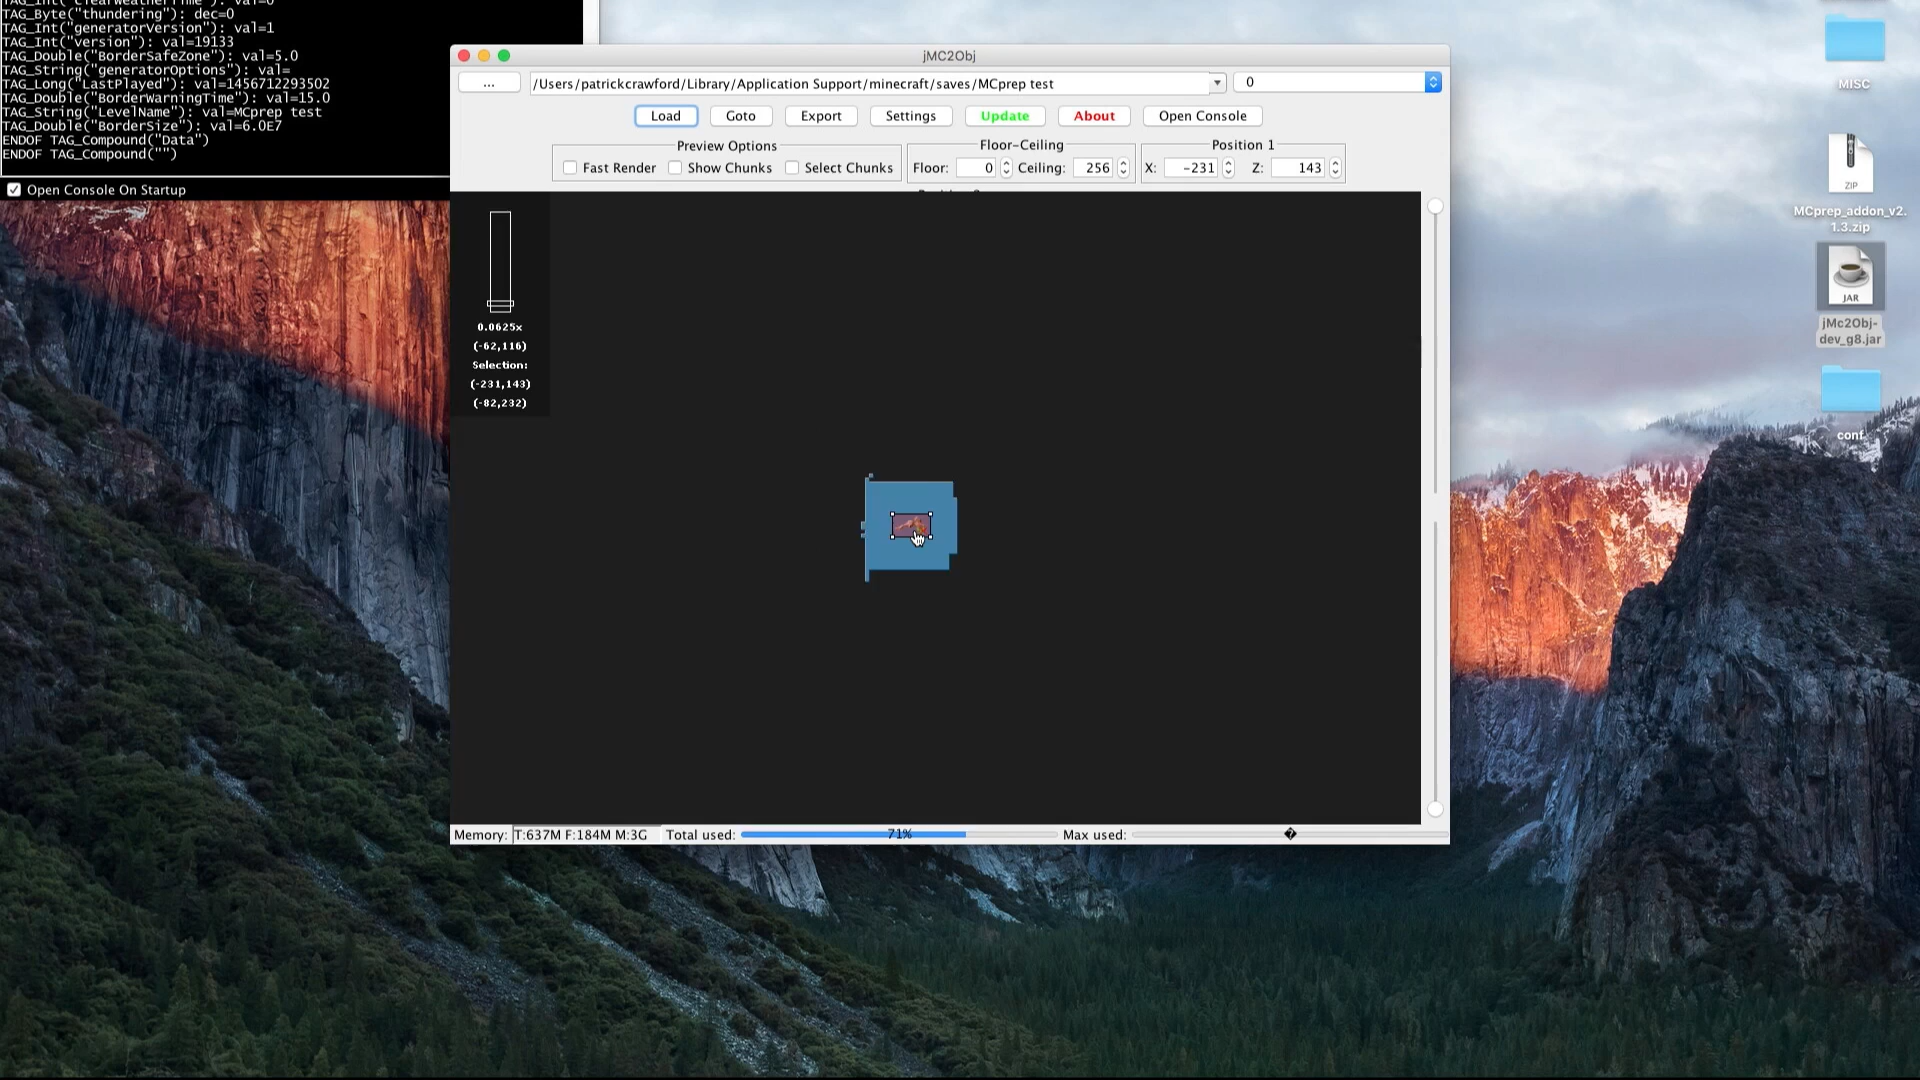 TAG_Int("clearWeatherTime"): val=0
TAG_Byte("thundering"): dec=0
TAG_Int("generatorVersion"): val=1
TAG_Int("version"): val=19133
TAG_Double("BorderSafeZone"): val=5.0
TAG_String("generatorOptions"): val=
TAG_Long("LastPlayed"): val=1456712293502
TAG_Double("BorderWarningTime"): val=15.0
TAG_String("LevelName"): val=MCprep test
TAG_Double("BorderSize"): val=6.0E7
ENDOF TAG_Compound("Data")
ENDOF TAG_Compound("")
Open Console On Startup
jMC2Obj
... /Users/patrickcrawford/Library/Application Support/minecraft/saves/MCprep test 0
Load Goto Export Settings Update About Open Console
Preview Options Floor-Ceiling Position 1
Fast Render Show Chunks Select Chunks Floor: 0 Ceiling: 256 X: -231 Z: 143
0.0625x
(-62,116)
Selection:
(-231,143)
(-82,232)
Memory: T:637M F:184M M:3G Total used: 71% Max used: �
MISC
ZIP
MCprep_addon_v2.
1.3.zip
JAR
jMc2Obj-
dev_g8.jar
conf